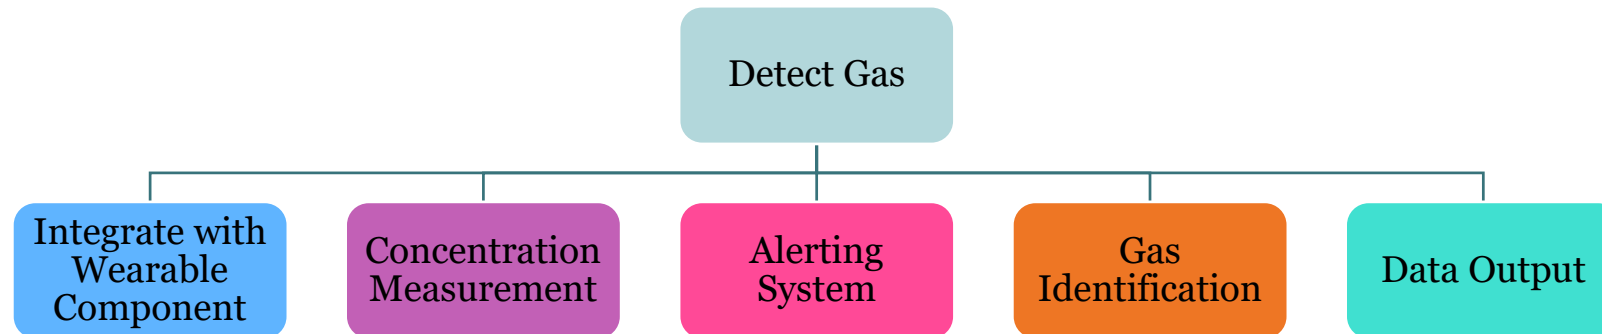 Detect Gas
Integrate with
Wearable
Component
Concentration
Measurement
Alerting
System
Gas
Identification
Data Output